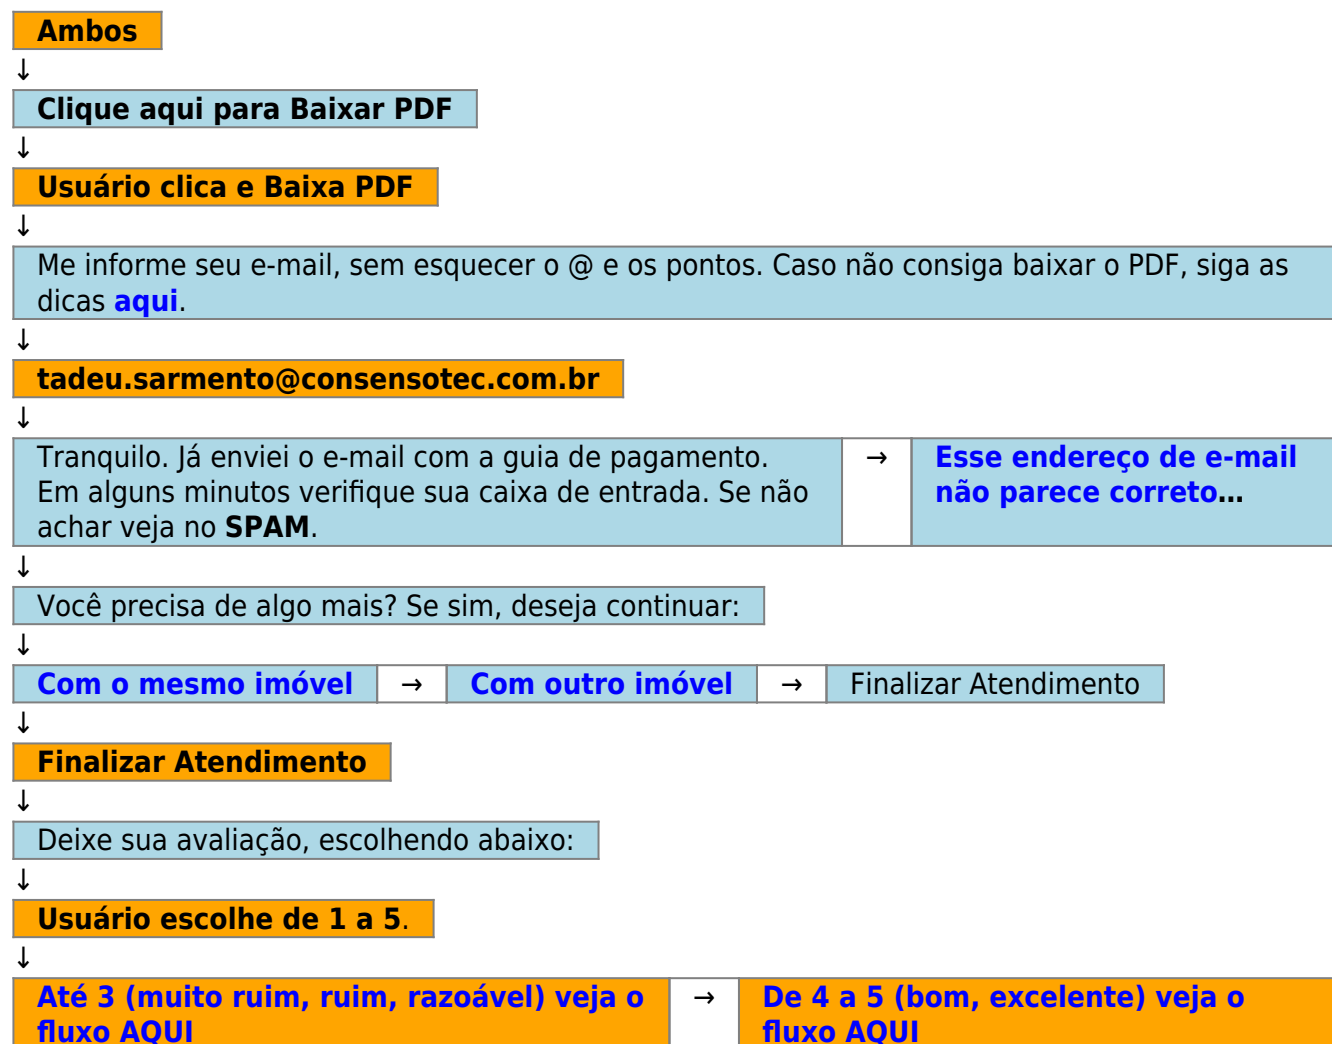 Ambos
↓
Clique aqui para Baixar PDF
↓
Usuário clica e Baixa PDF
↓
Me informe seu e-mail, sem esquecer o @ e os pontos. Caso não consiga baixar o PDF, siga as
dicas aqui.
↓
tadeu.sarmento@consensotec.com.br
↓
Tranquilo. Já enviei o e-mail com a guia de pagamento.
Em alguns minutos verifique sua caixa de entrada. Se não
achar veja no SPAM.
→
Esse endereço de e-mail
não parece correto...
↓
Você precisa de algo mais? Se sim, deseja continuar:
↓
Com o mesmo imóvel → Com outro imóvel → Finalizar Atendimento
↓
Finalizar Atendimento
↓
Deixe sua avaliação, escolhendo abaixo:
↓
Usuário escolhe de 1 a 5.
↓
Até 3 (muito ruim, ruim, razoável) veja o
fluxo AQUI
→
De 4 a 5 (bom, excelente) veja o
fluxo AQUI